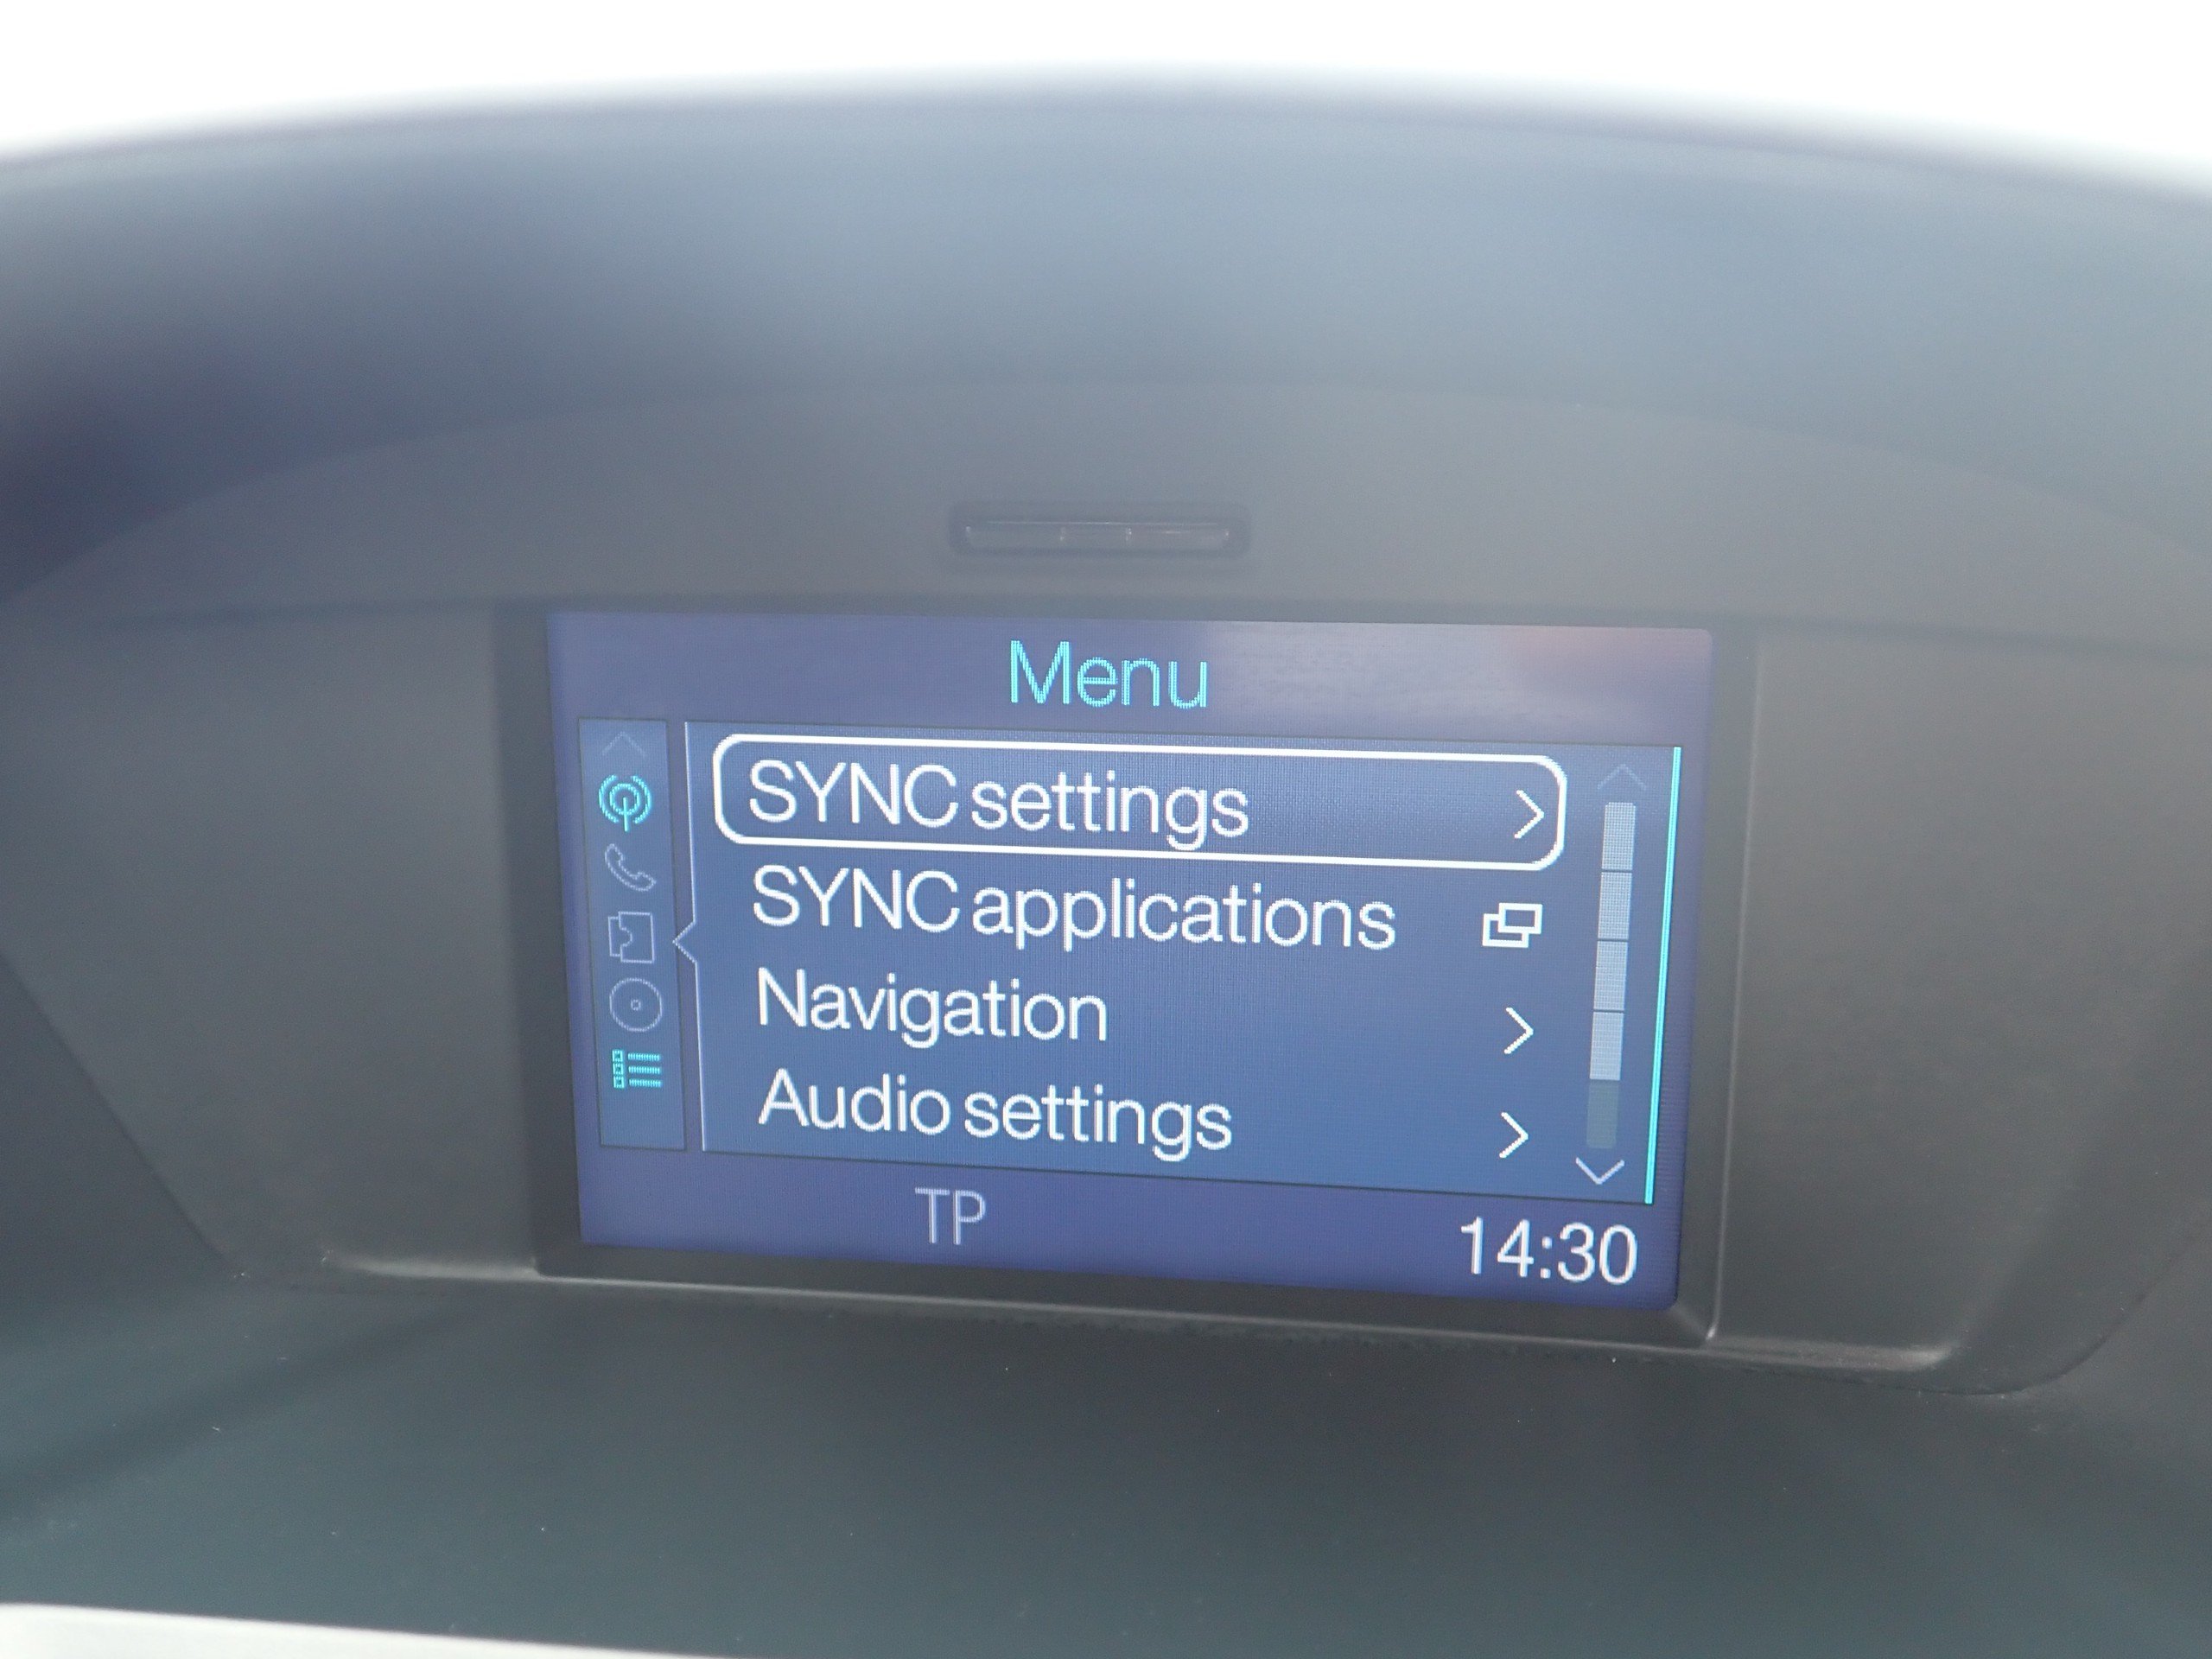 Menu
SYNC settings
SYNC applications
Navigation
Audio settings
TP
14:30